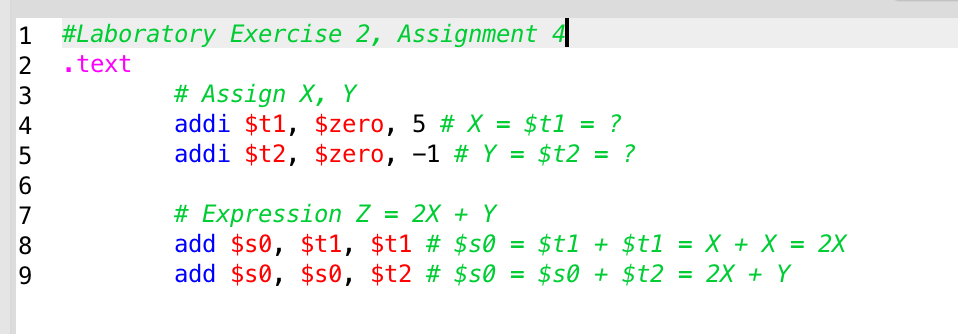 1 #Laboratory Exercise 2, Assignment 4
2 .text
3 # Assign X, Y
4 addi $t1, $zero, 5 # X = $t1 = ?
5 addi $t2, $zero, -1 # Y = $t2 = ?
6
7 # Expression Z = 2X + Y
8 add $s0, $t1, $t1 # $s0 = $t1 + $t1 = X + X = 2X
9 add $s0, $s0, $t2 # $s0 = $s0 + $t2 = 2X + Y